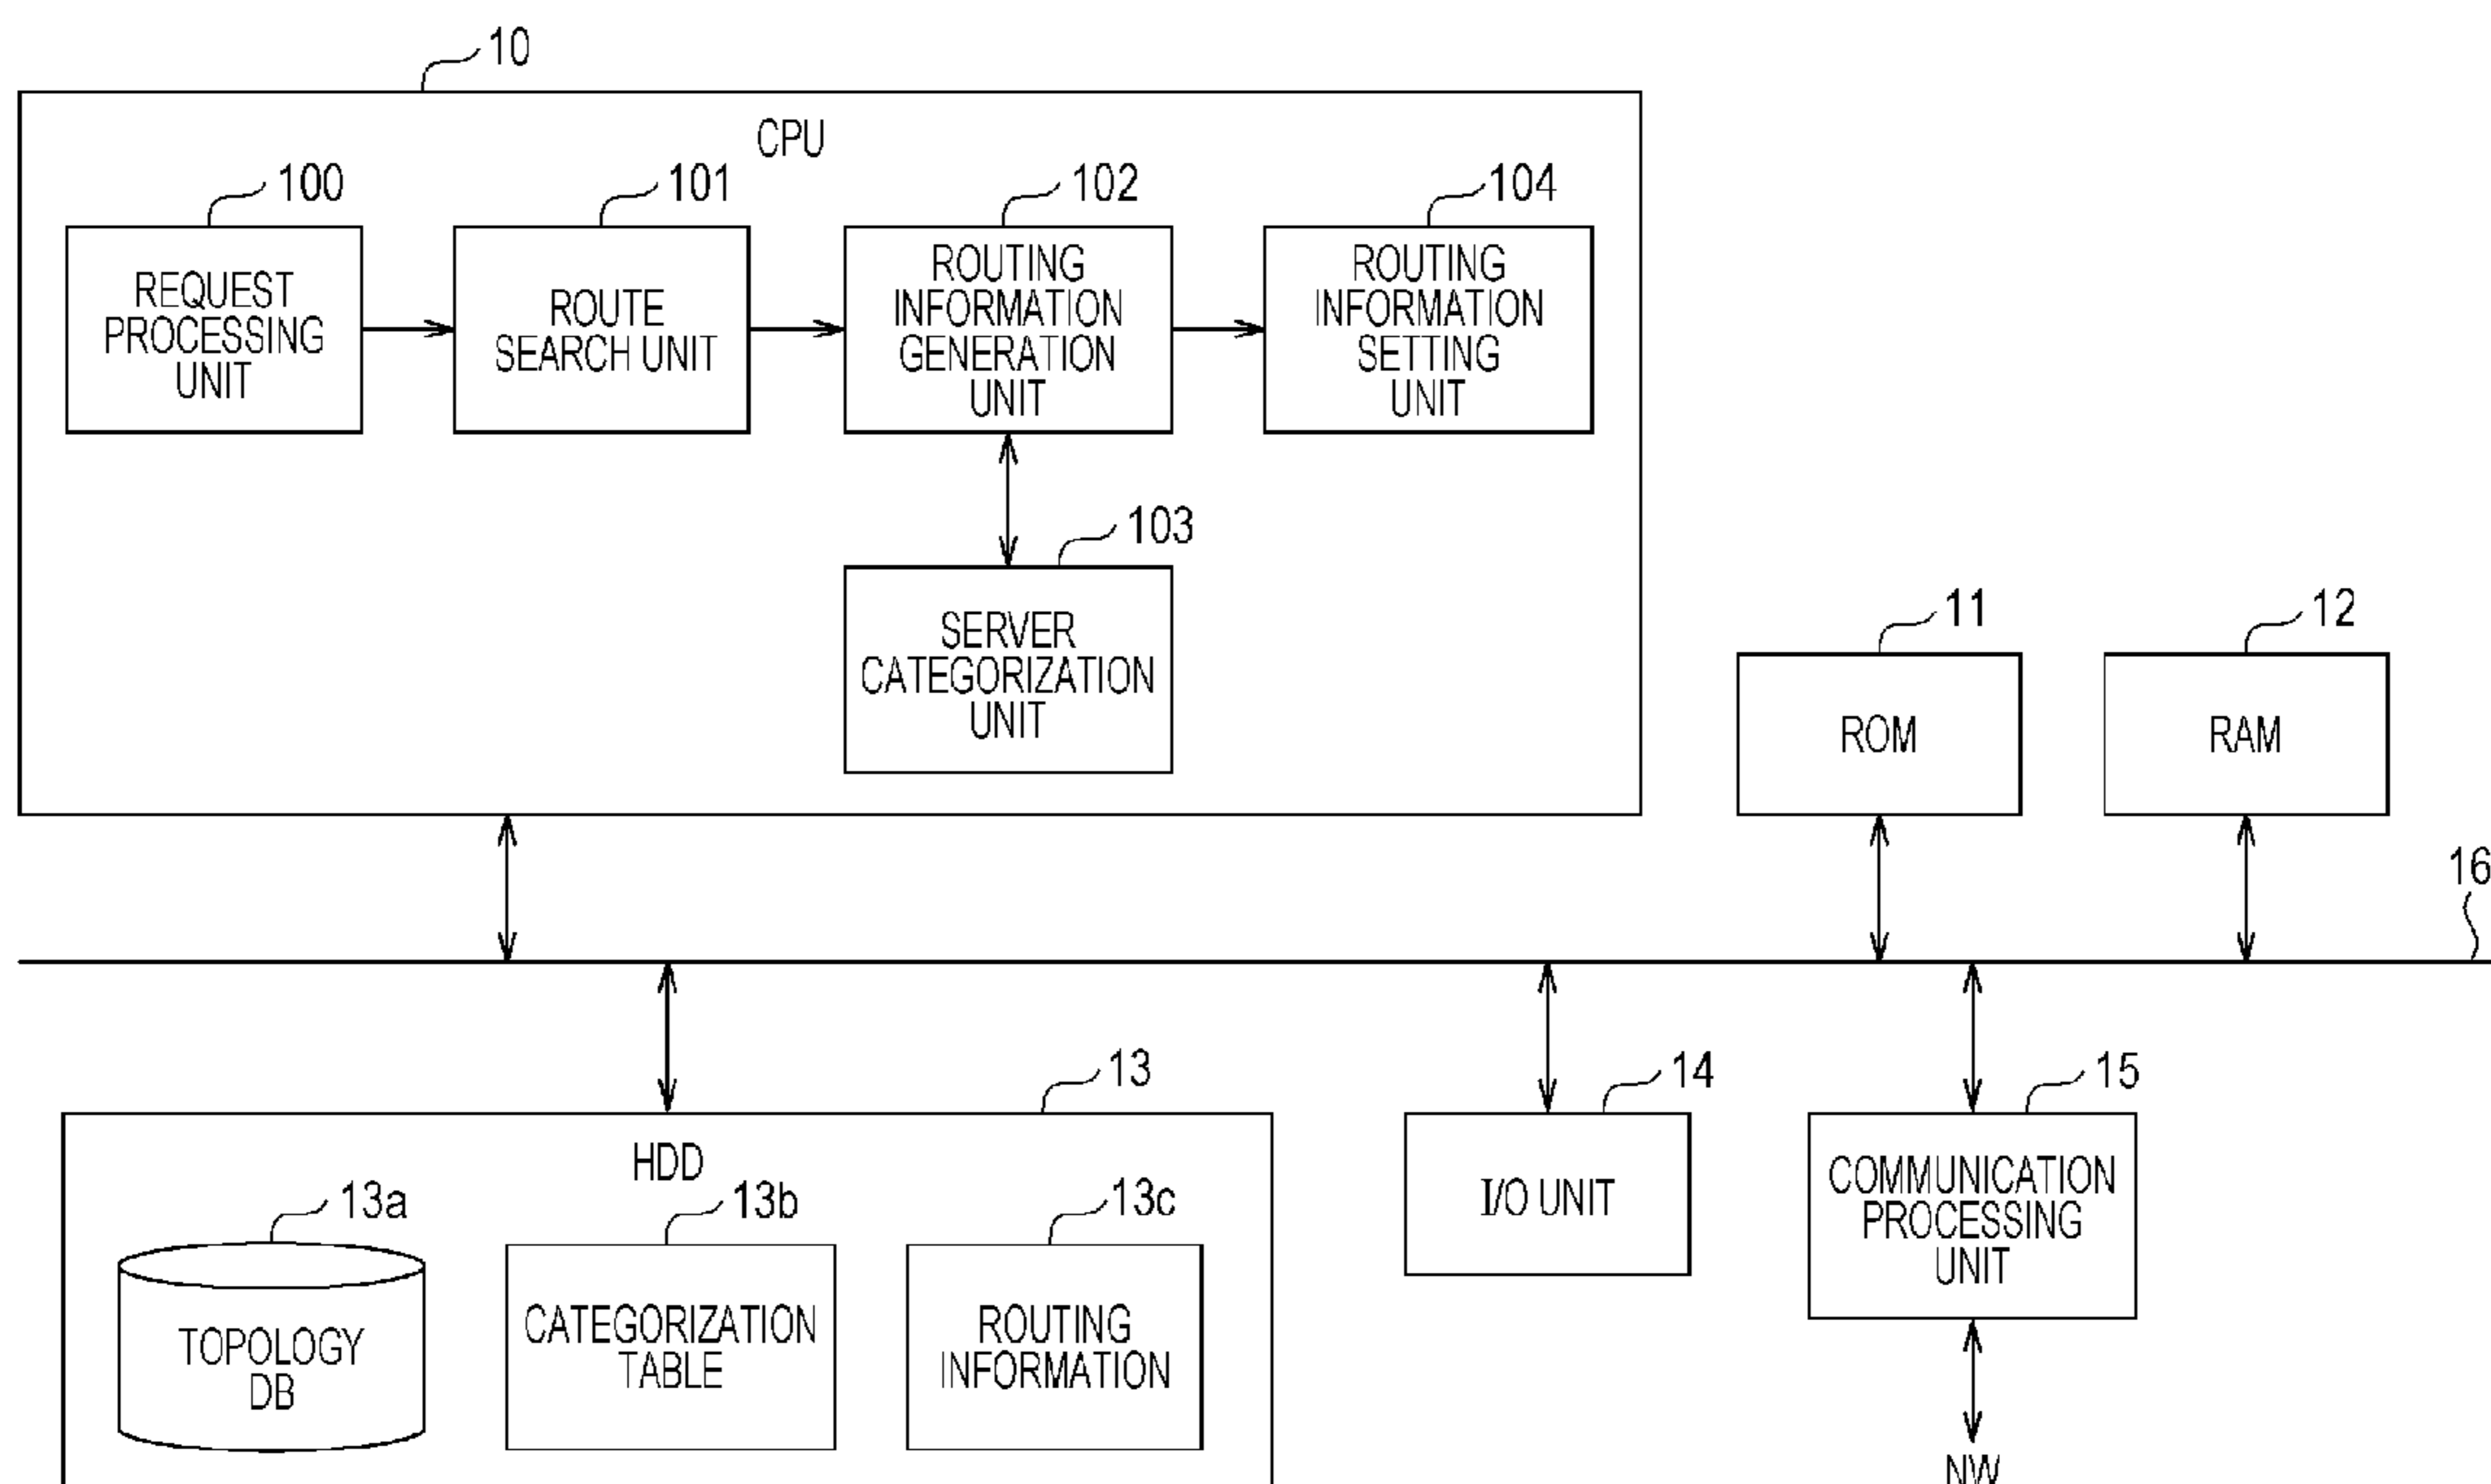 10
CPU
100
101
102
104
REQUEST
PROCESSING
UNIT
ROUTE
SEARCH UNIT
ROUTING
INFORMATION
GENERATION
UNIT
ROUTING
INFORMATION
SETTING
UNIT
103
SERVER
CATEGORIZATION
UNIT
11
ROM
12
RAM
16
13
HDD
13a
TOPOLOGY
DB
13b
CATEGORIZATION
TABLE
13c
ROUTING
INFORMATION
14
I/O UNIT
15
COMMUNICATION
PROCESSING
UNIT
NW